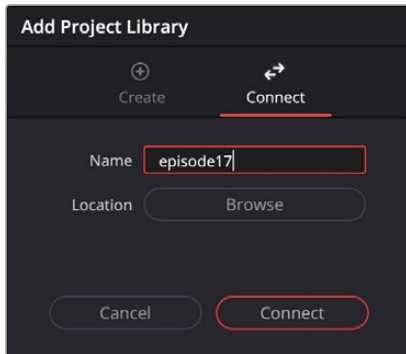 Add Project Library
Create Connect
Name episode17
Location Browse
Cancel Connect